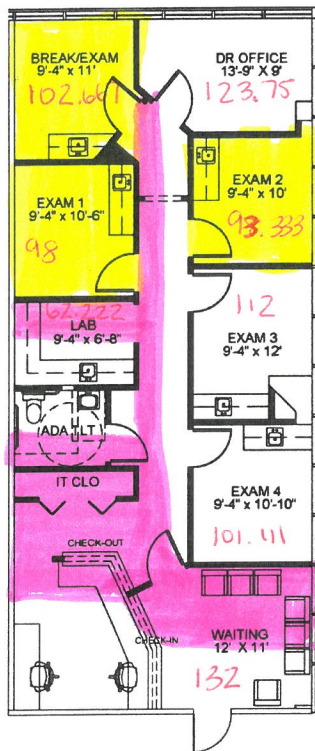 BREAK/EXAM
9'-4" x 11'
102.667
DR OFFICE
13'-9" X 9'
123.75
EXAM 1
9'-4" x 10'-6"
98
EXAM 2
9'-4" x 10'
93.333
62.222
LAB
9'-4" x 6'-8"
112
EXAM 3
9'-4" x 12'
ADA TLT
IT CLO
EXAM 4
9'-4" x 10'-10"
101.111
CHECK-OUT
CHECK-IN
WAITING
12' X 11'
132